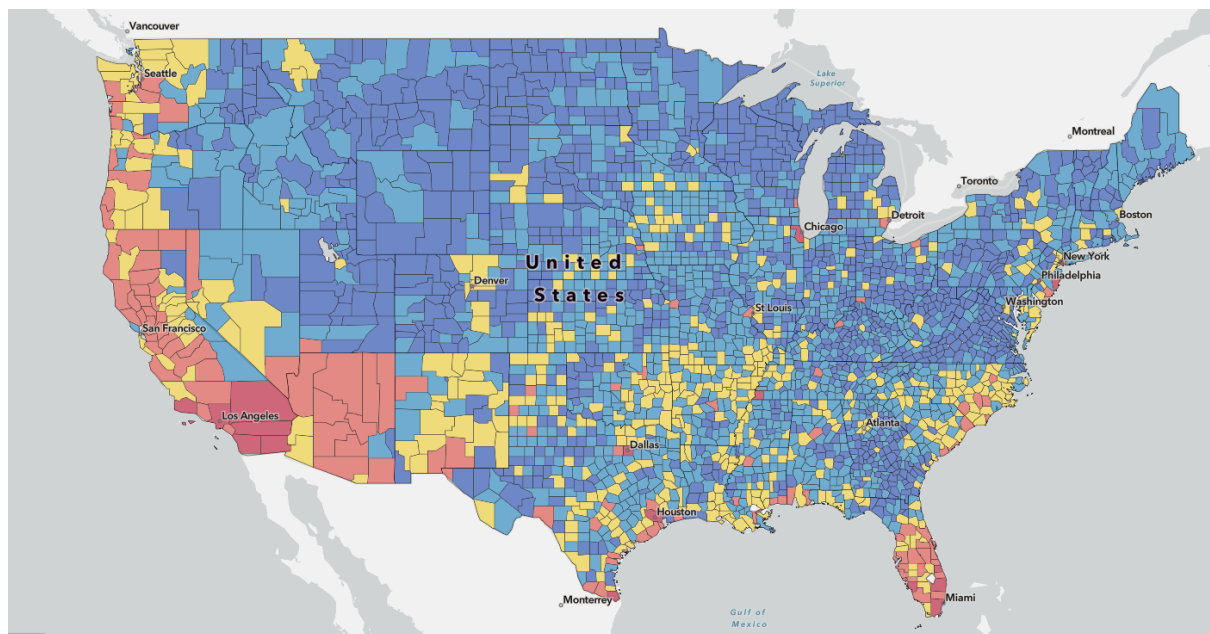 Vancouver
Seattle
Lake
Superior
Montreal
Toronto
Boston
Detroit
Chicago
New York
Philadelphia
United
States
Denver
Washington
St Louis
San Francisco
Los Angeles
Atlanta
Dallas
Houston
Miami
Monterrey
Gulf of
Mexico